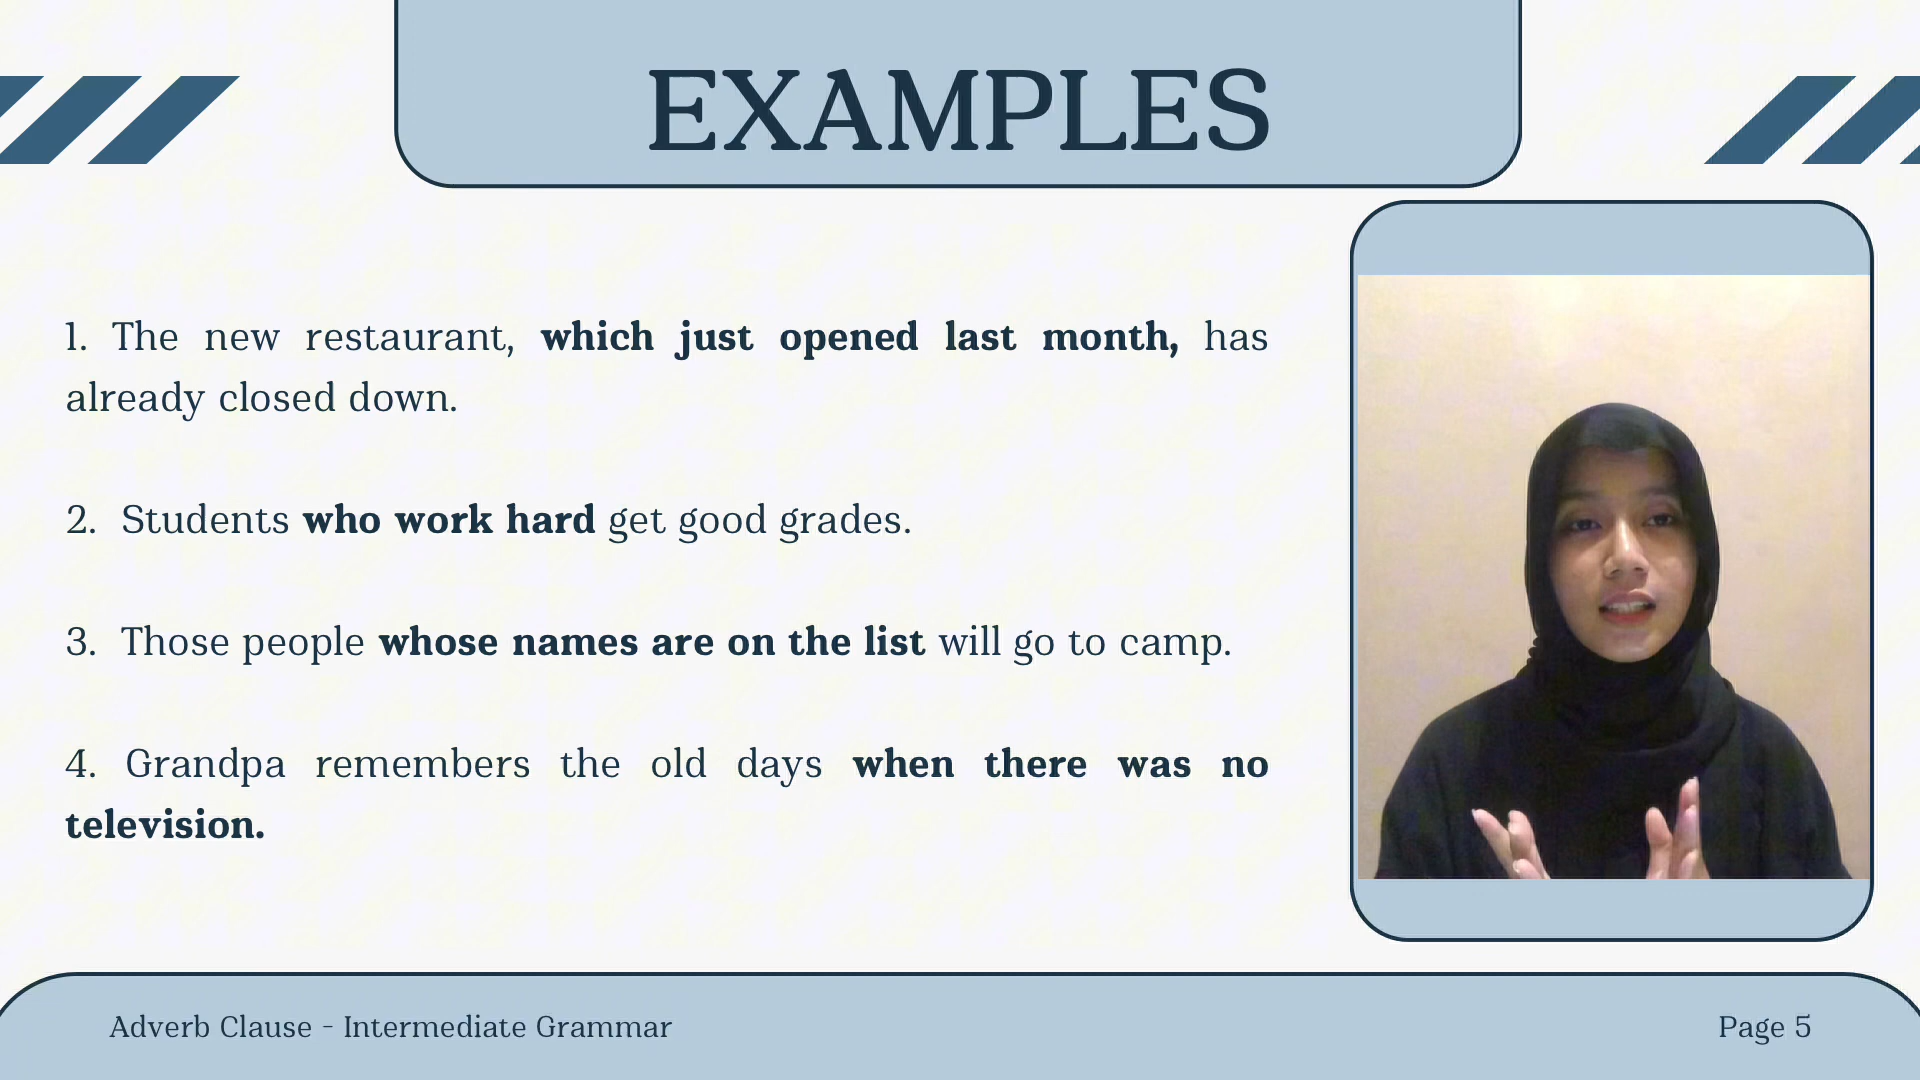 EXAMPLES
1. The new restaurant, which just opened last month, has
already closed down.
2. Students who work hard get good grades.
3. Those people whose names are on the list will go to camp.
4. Grandpa remembers the old days when there was no
television.
Adverb Clause - Intermediate Grammar
Page 5